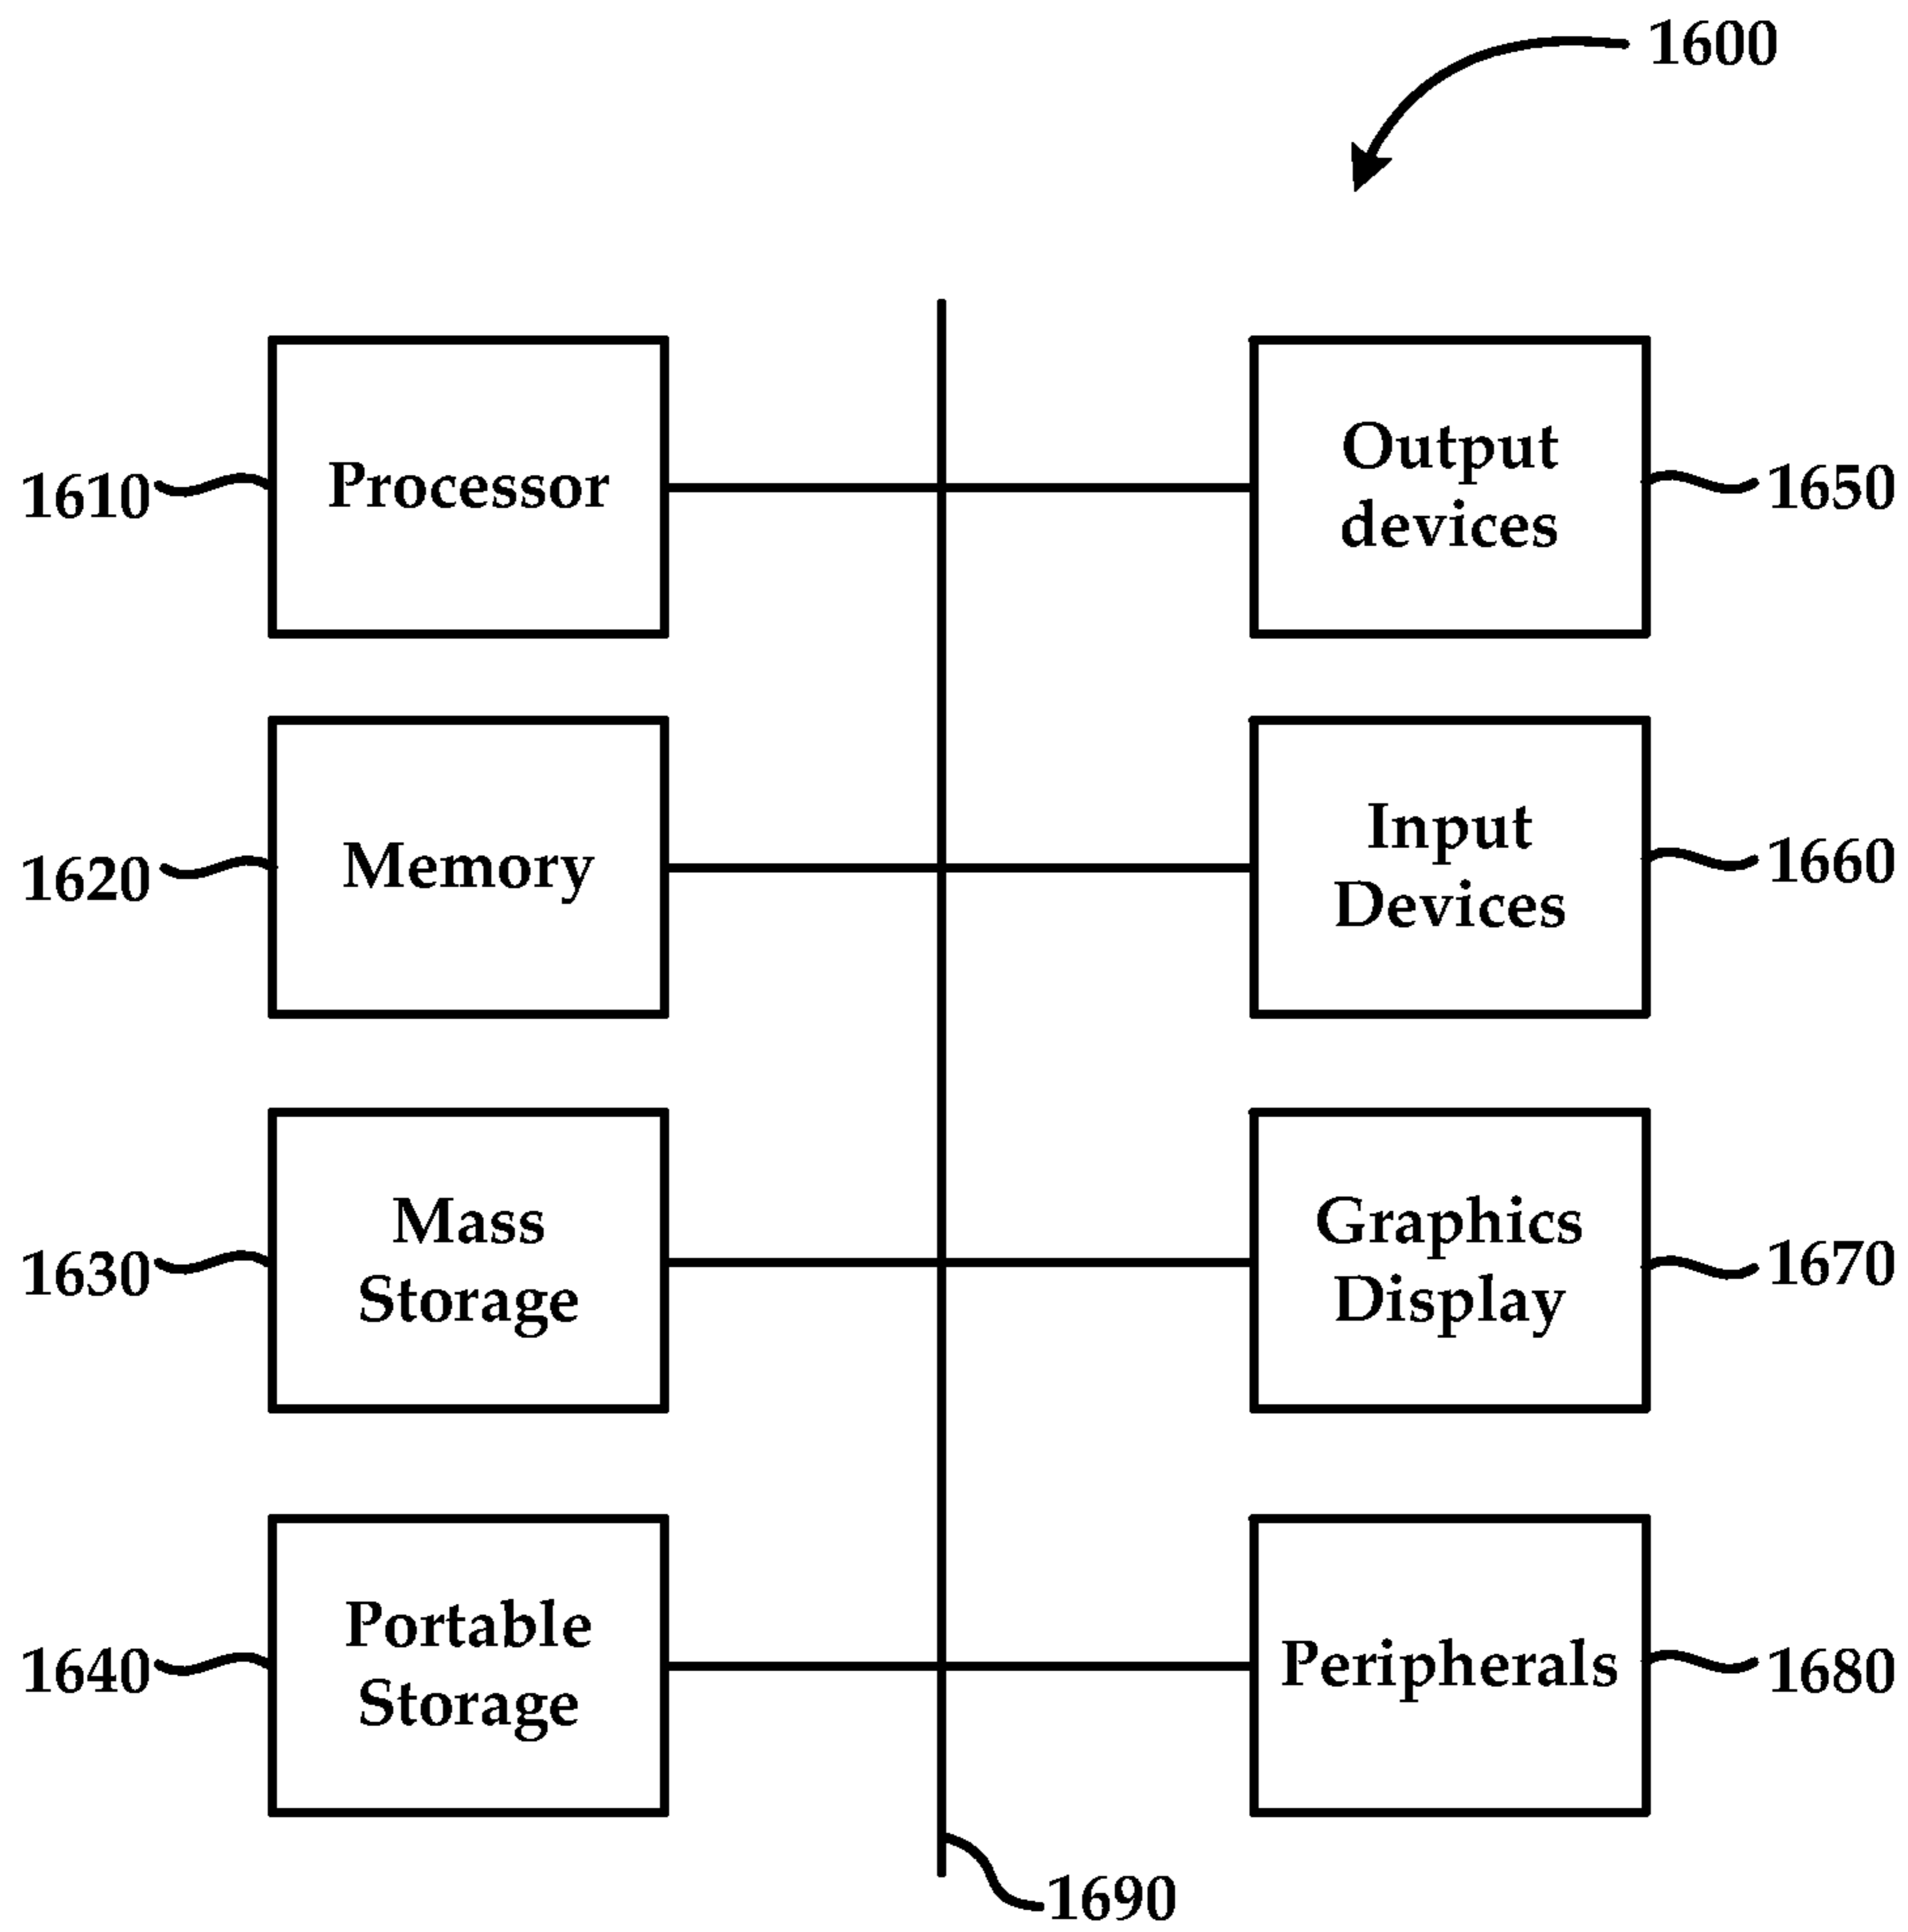 1600
1610
Processor
Output
devices
1650
1620
Memory
Input
Devices
1660
1630
Mass
Storage
Graphics
Display
1670
1640
Portable
Storage
Peripherals
1680
1690